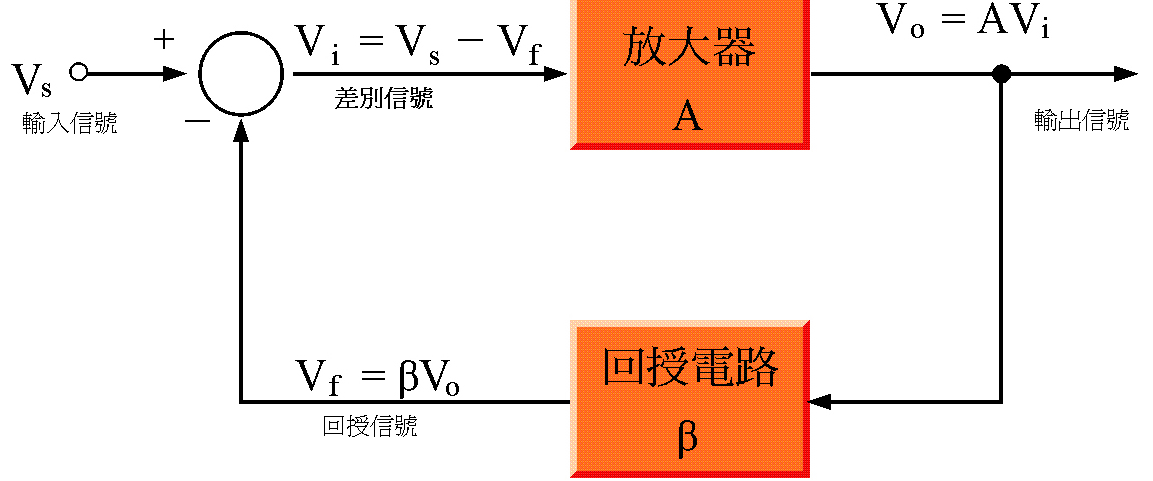 Vs
輸入信號
+
−
Vi = Vs − Vf
差別信號
放大器
A
Vo = AVi
輸出信號
Vf = βVo
回授信號
回授電路
β